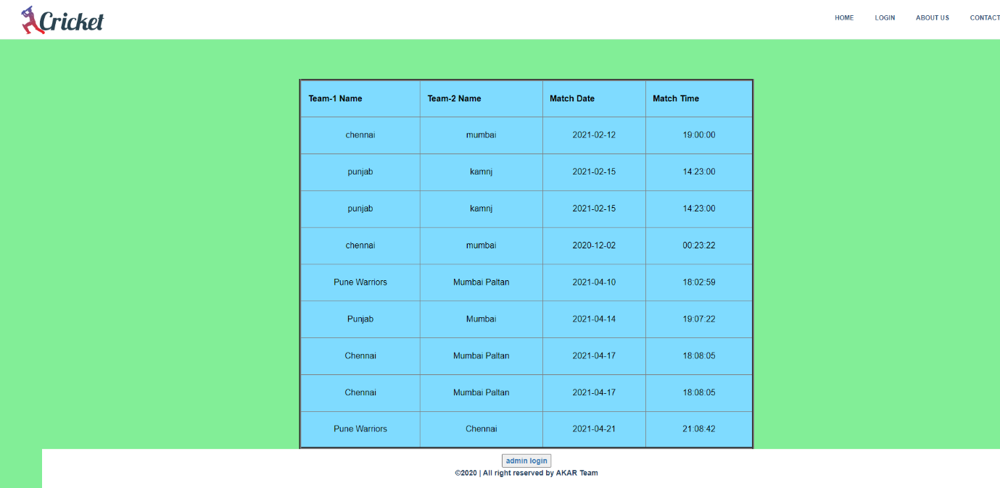 Cricket HOME LOGIN ABOUT US CONTACT
Team-1 Name Team-2 Name Match Date Match Time
chennai mumbai 2021-02-12 19:00:00
punjab kamnj 2021-02-15 14:23:00
punjab kamnj 2021-02-15 14:23:00
chennai mumbai 2020-12-02 00:23:22
Pune Warriors Mumbai Paltan 2021-04-10 18:02:59
Punjab Mumbai 2021-04-14 19:07:22
Chennai Mumbai Paltan 2021-04-17 18:08:05
Chennai Mumbai Paltan 2021-04-17 18:08:05
Pune Warriors Chennai 2021-04-21 21:08:42
admin login
©2020 | All right reserved by AKAR Team